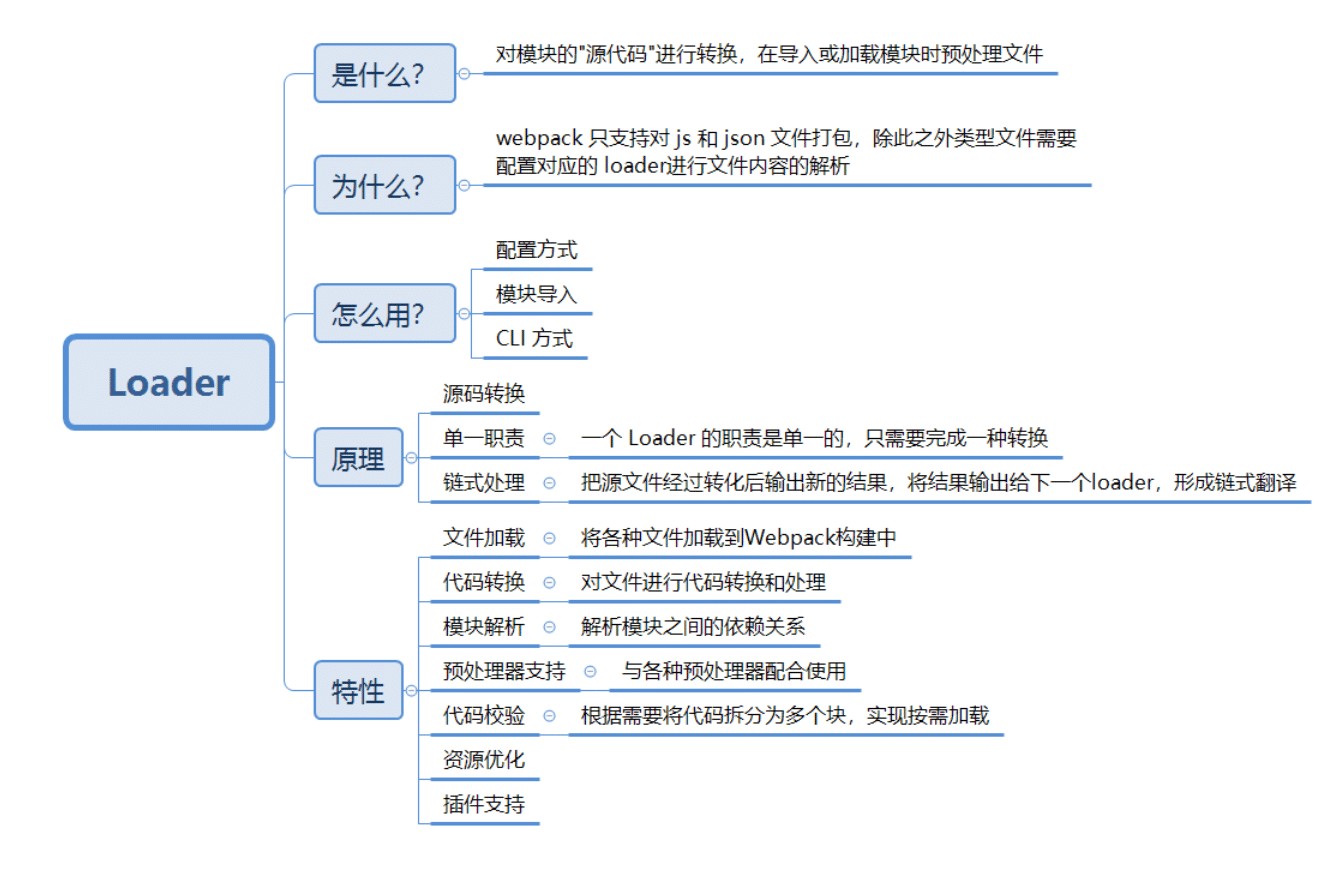 Loader
是什么？
对模块的"源代码"进行转换，在导入或加载模块时预处理文件
为什么？
webpack 只支持对 js 和 json 文件打包，除此之外类型文件需要
配置对应的 loader进行文件内容的解析
怎么用？
配置方式
模块导入
CLI 方式
原理
源码转换
单一职责
一个 Loader 的职责是单一的，只需要完成一种转换
链式处理
把源文件经过转化后输出新的结果，将结果输出给下一个loader，形成链式翻译
特性
文件加载
将各种文件加载到Webpack构建中
代码转换
对文件进行代码转换和处理
模块解析
解析模块之间的依赖关系
预处理器支持
与各种预处理器配合使用
代码校验
根据需要将代码拆分为多个块，实现按需加载
资源优化
插件支持